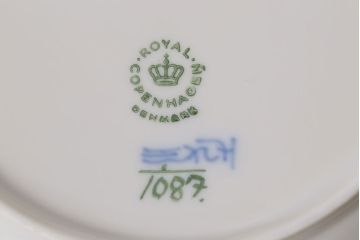 ROYAL
COPENHAGEN
DENMARK
1087.